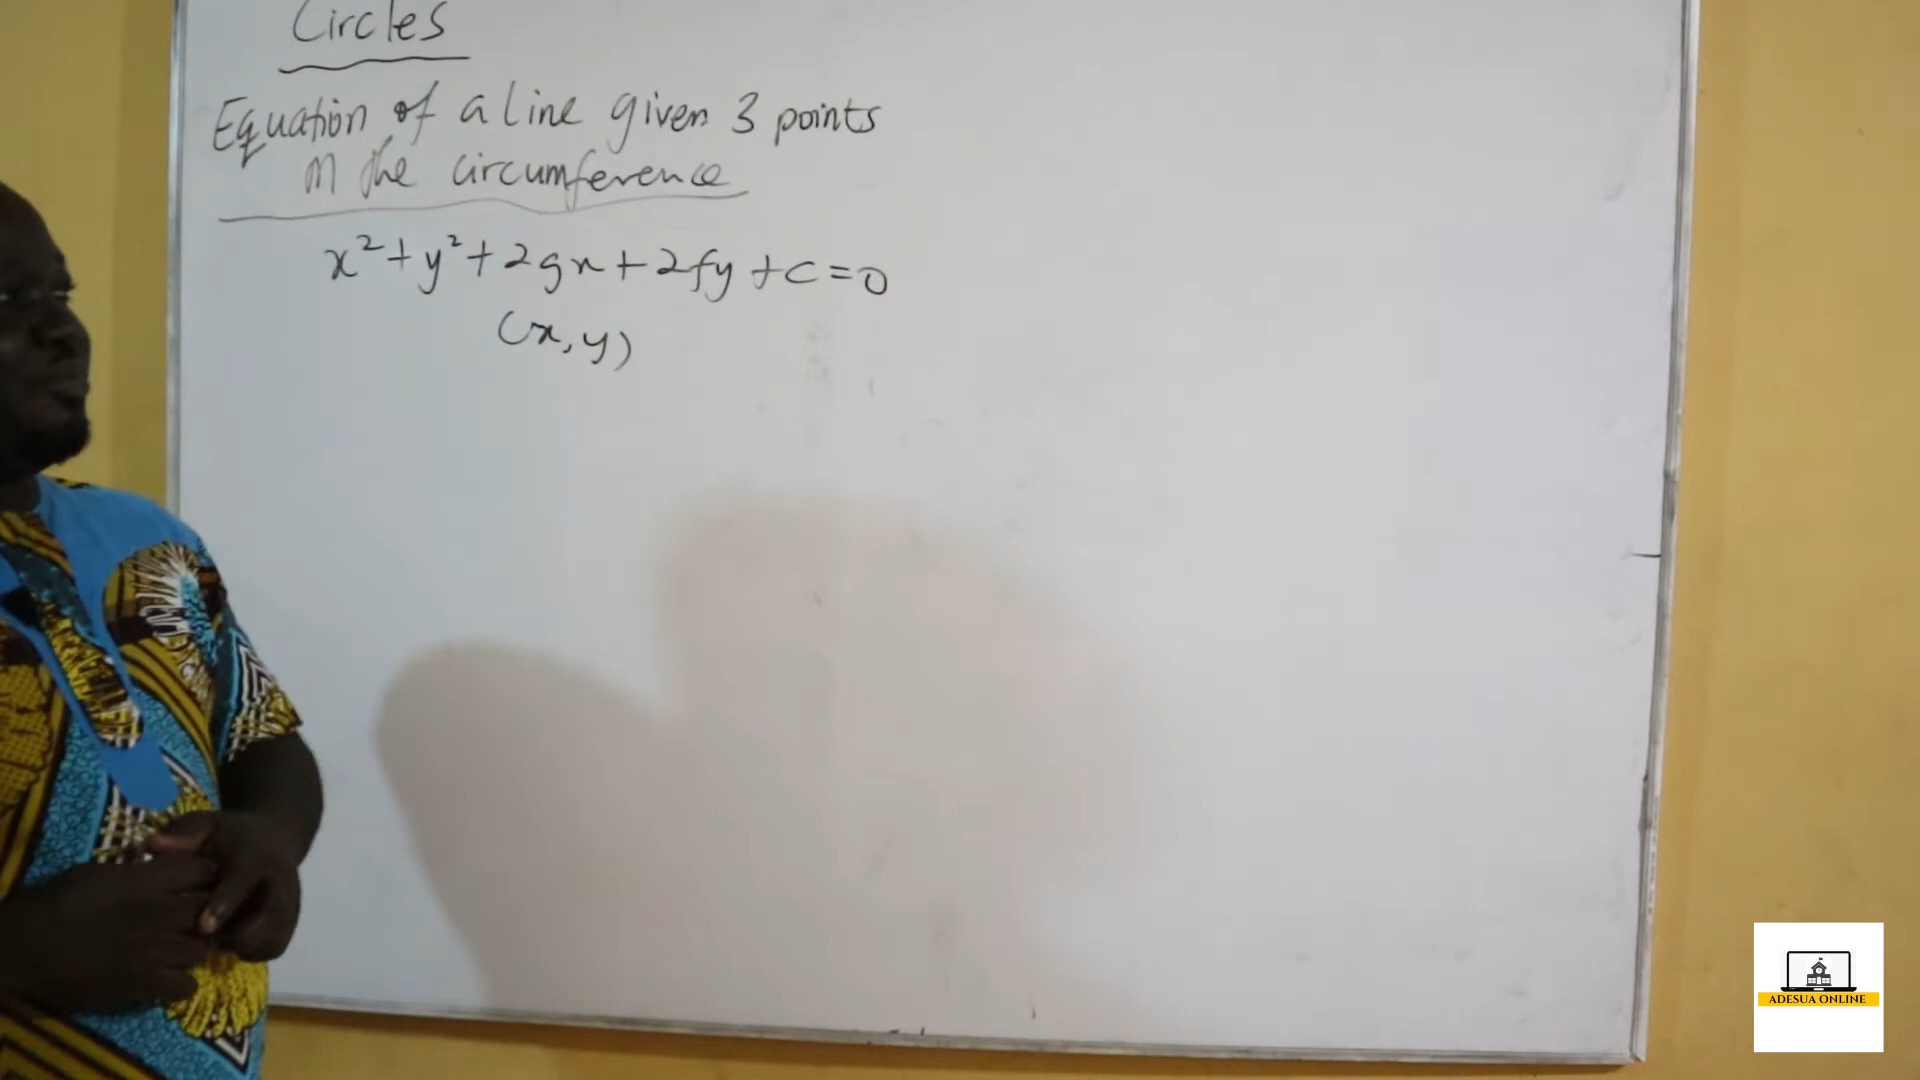 Circles
Equation of a line given 3 points
on the circumference
x²+y²+2gx+2fy+c=0
(x,y)
ADESUA ONLINE